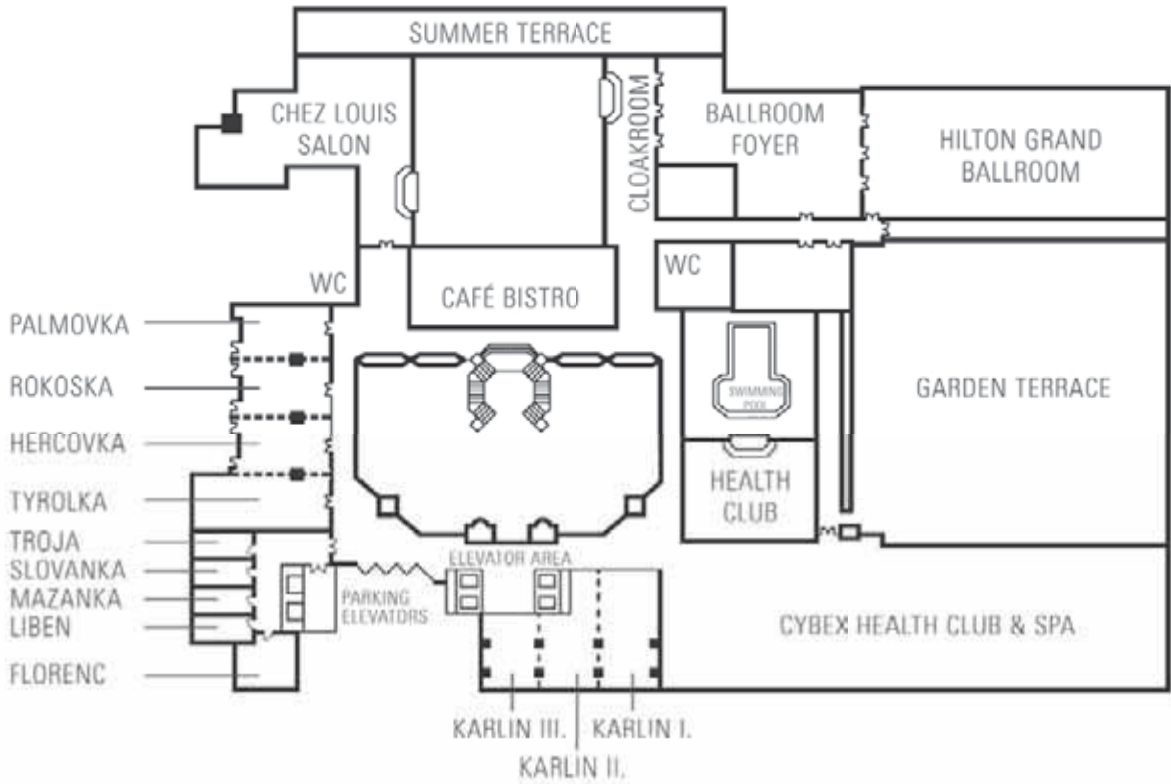 SUMMER TERRACE
CHEZ LOUIS
SALON
CLOAKROOM
BALLROOM
FOYER
HILTON GRAND
BALLROOM
WC
CAFÉ BISTRO
WC
PALMOVKA
ROKOSKA
HERCOVKA
TYROLKA
TROJA
SLOVANKA
MAZANKA
LIBEN
FLORENC
SWIMMING
POOL
GARDEN TERRACE
HEALTH
CLUB
ELEVATOR AREA
PARKING
ELEVATORS
CYBEX HEALTH CLUB & SPA
KARLIN III.
KARLIN I.
KARLIN II.